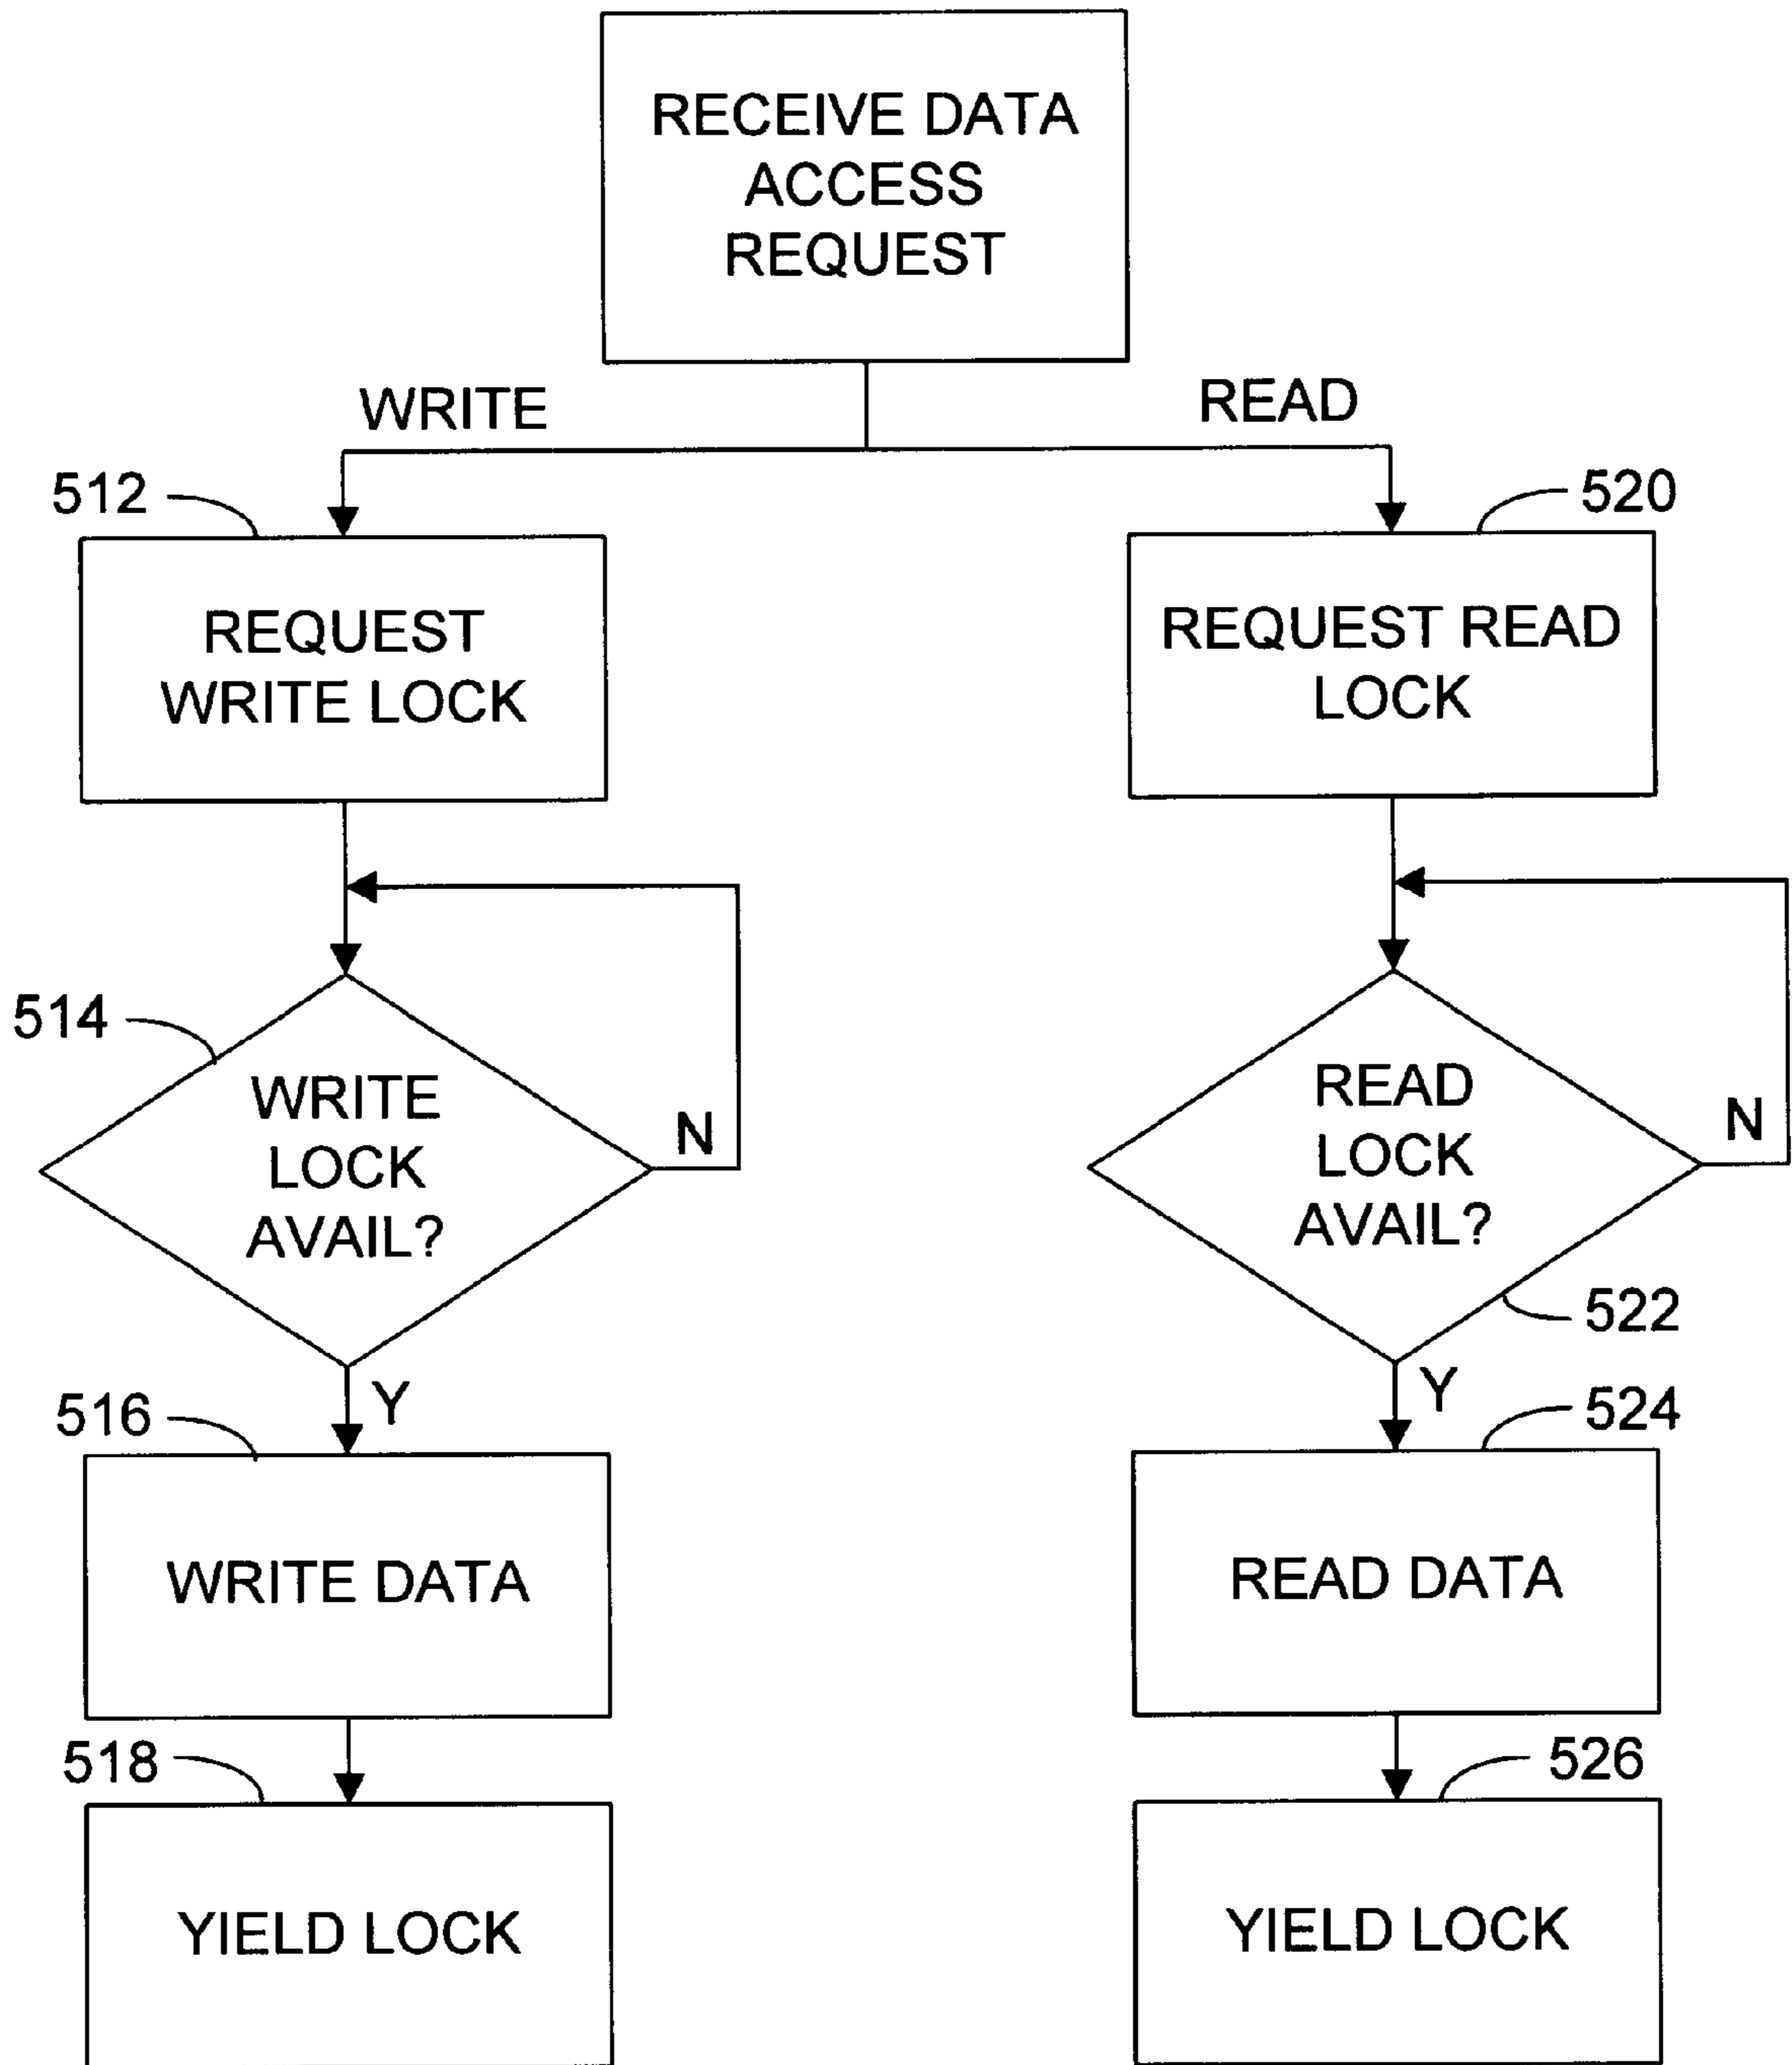 RECEIVE DATA
ACCESS
REQUEST
WRITE
READ
512
520
REQUEST
WRITE LOCK
REQUEST READ
LOCK
514
WRITE
LOCK
AVAIL?
N
READ
LOCK
AVAIL?
N
522
Y
Y
516
524
WRITE DATA
READ DATA
518
526
YIELD LOCK
YIELD LOCK